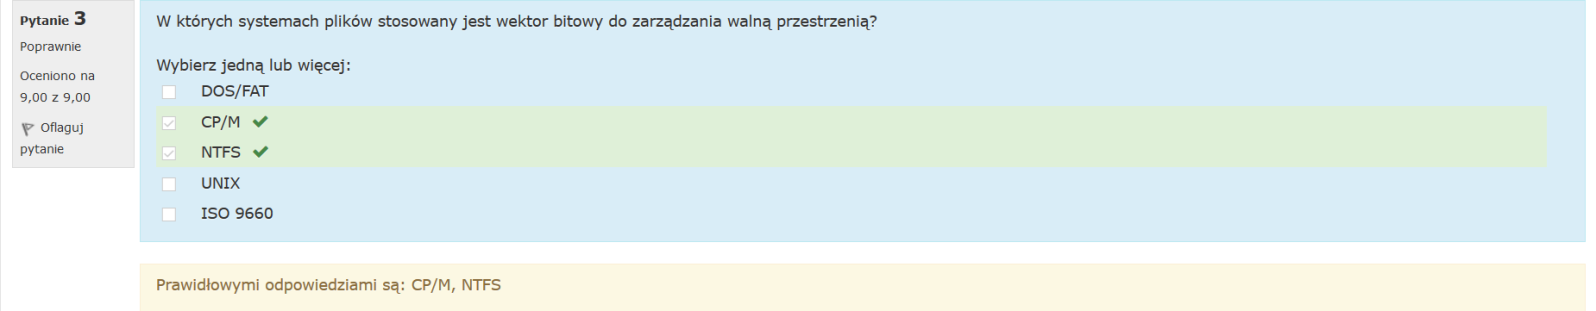 Pytanie 3
Poprawnie
Oceniono na
9,00 z 9,00
Oflaguj
pytanie
W których systemach plików stosowany jest wektor bitowy do zarządzania walną przestrzenią?
Wybierz jedną lub więcej:
DOS/FAT
CP/M
NTFS
UNIX
ISO 9660
Prawidłowymi odpowiedziami są: CP/M, NTFS